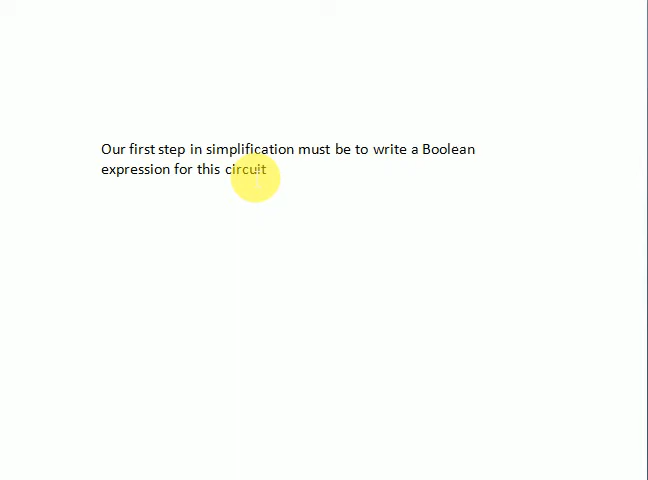 Our first step in simplification must be to write a Boolean
expression for this circuit